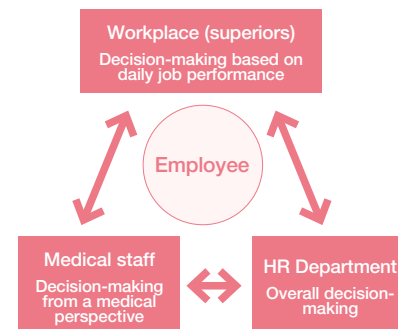 Workplace (superiors)
Decision-making based on
daily job performance
Employee
Medical staff
Decision-making
from a medical
perspective
HR Department
Overall decision-
making